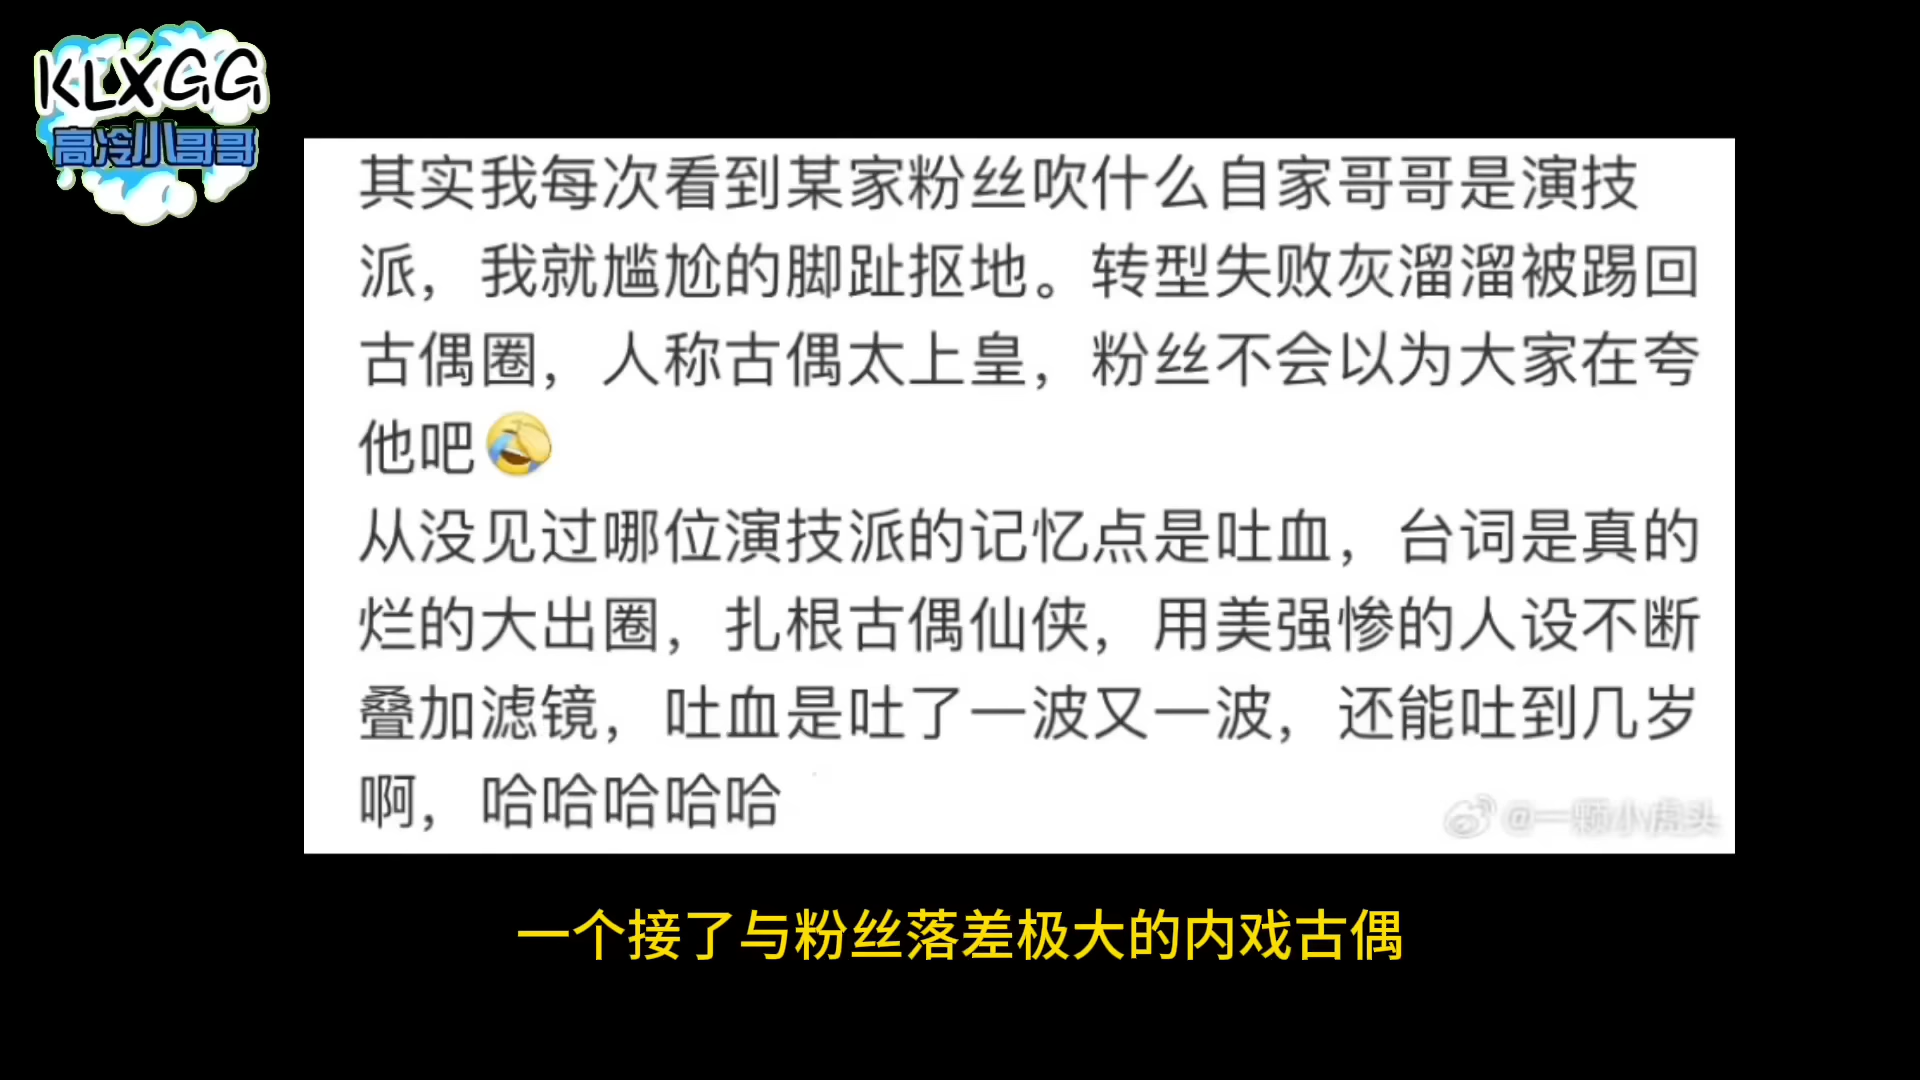 KLXGG
高冷小哥哥
其实我每次看到某家粉丝吹什么自家哥哥是演技
派，我就尴尬的脚趾抠地。转型失败灰溜溜被踢回
古偶圈，人称古偶太上皇，粉丝不会以为大家在夸
他吧
从没见过哪位演技派的记忆点是吐血，台词是真的
烂的大出圈，扎根古偶仙侠，用美强惨的人设不断
叠加滤镜，吐血是吐了一波又一波，还能吐到几岁
啊，哈哈哈哈哈
@一颗小虎头
一个接了与粉丝落差极大的内戏古偶